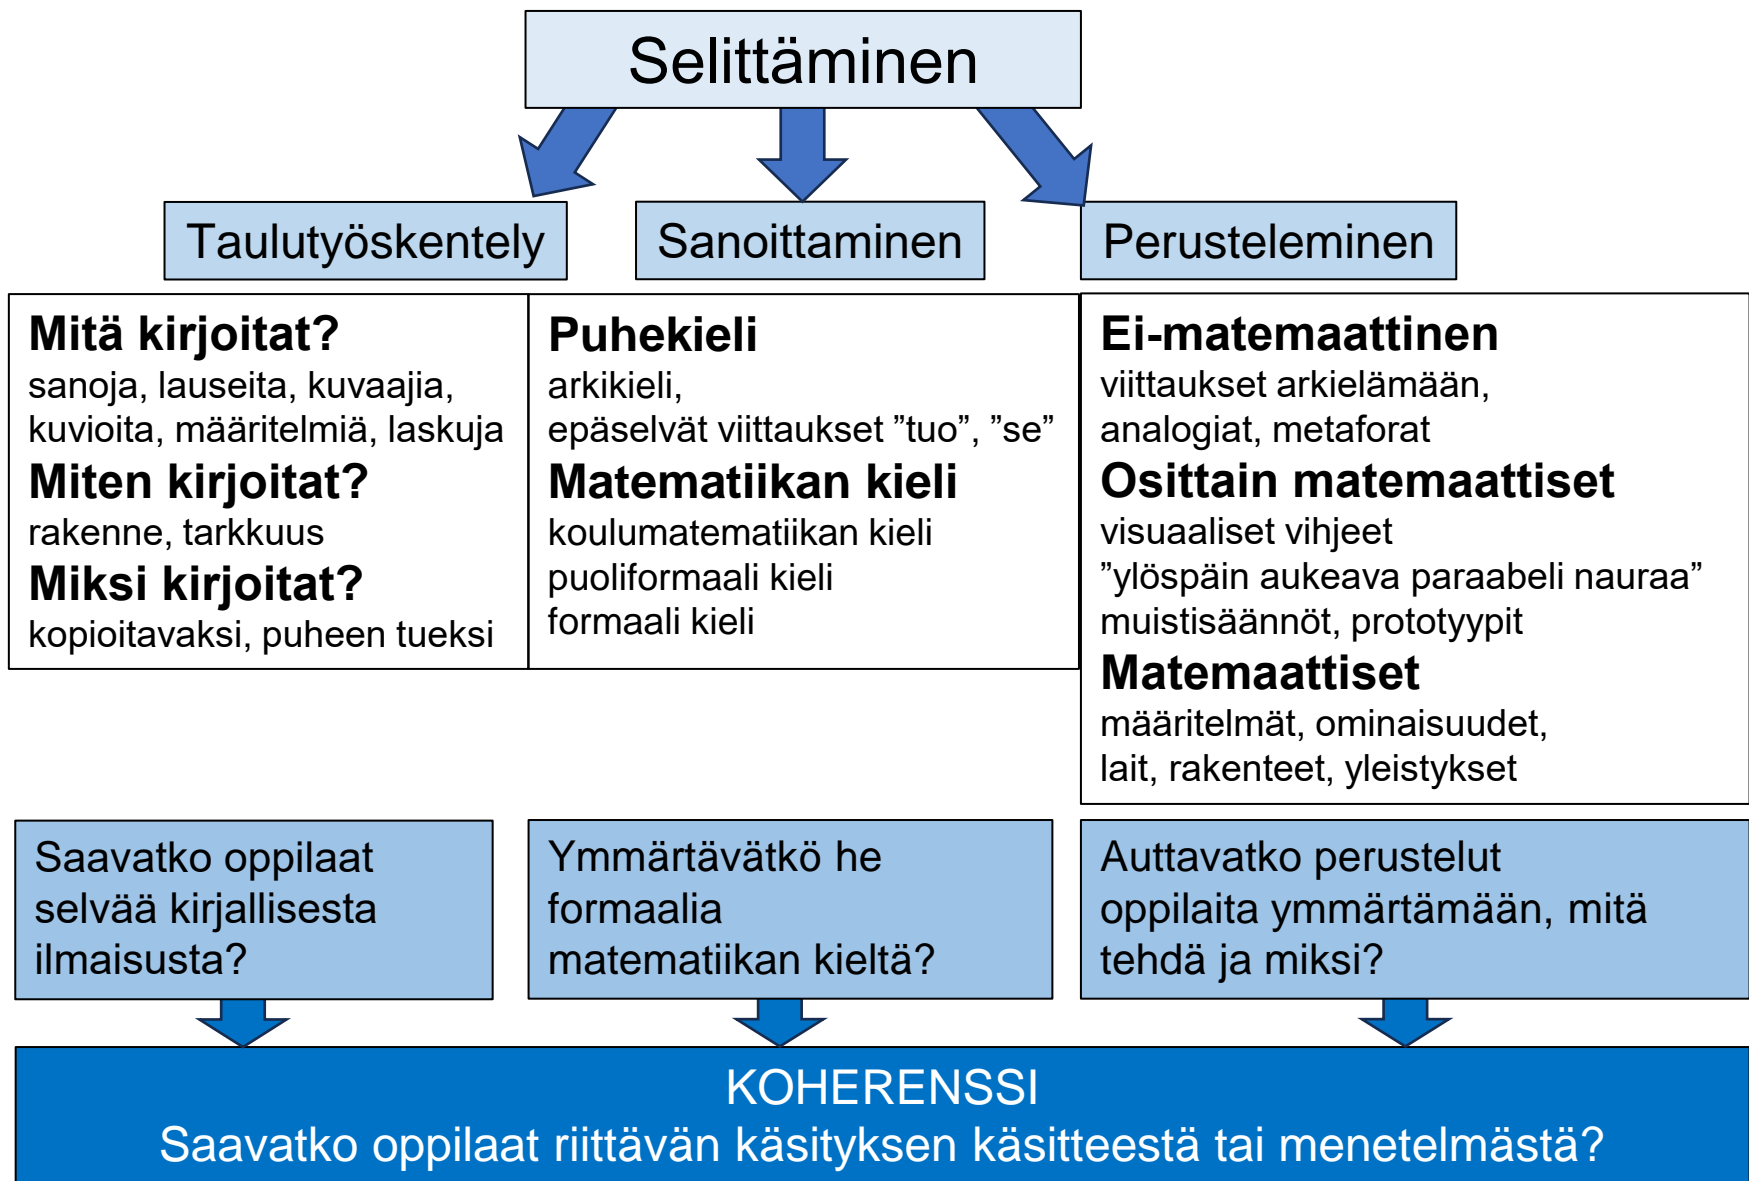 Selittäminen
Taulutyöskentely
Sanoittaminen
Perusteleminen
Mitä kirjoitat?
sanoja, lauseita, kuvaajia,
kuvioita, määritelmiä, laskuja
Miten kirjoitat?
rakenne, tarkkuus
Miksi kirjoitat?
kopioitavaksi, puheen tueksi
Puhekieli
arkikieli,
epäselvät viittaukset ”tuo”, ”se”
Matematiikan kieli
koulumatematiikan kieli
puoliformaali kieli
formaali kieli
Ei-matemaattinen
viittaukset arkielämään,
analogiat, metaforat
Osittain matemaattiset
visuaaliset vihjeet
”ylöspäin aukeava paraabeli nauraa”
muistisäännöt, prototyypit
Matemaattiset
määritelmät, ominaisuudet,
lait, rakenteet, yleistykset
Saavatko oppilaat
selvää kirjallisesta
ilmaisusta?
Ymmärtävätkö he
formaalia
matematiikan kieltä?
Auttavatko perustelut
oppilaita ymmärtämään, mitä
tehdä ja miksi?
KOHERENSSI
Saavatko oppilaat riittävän käsityksen käsitteestä tai menetelmästä?